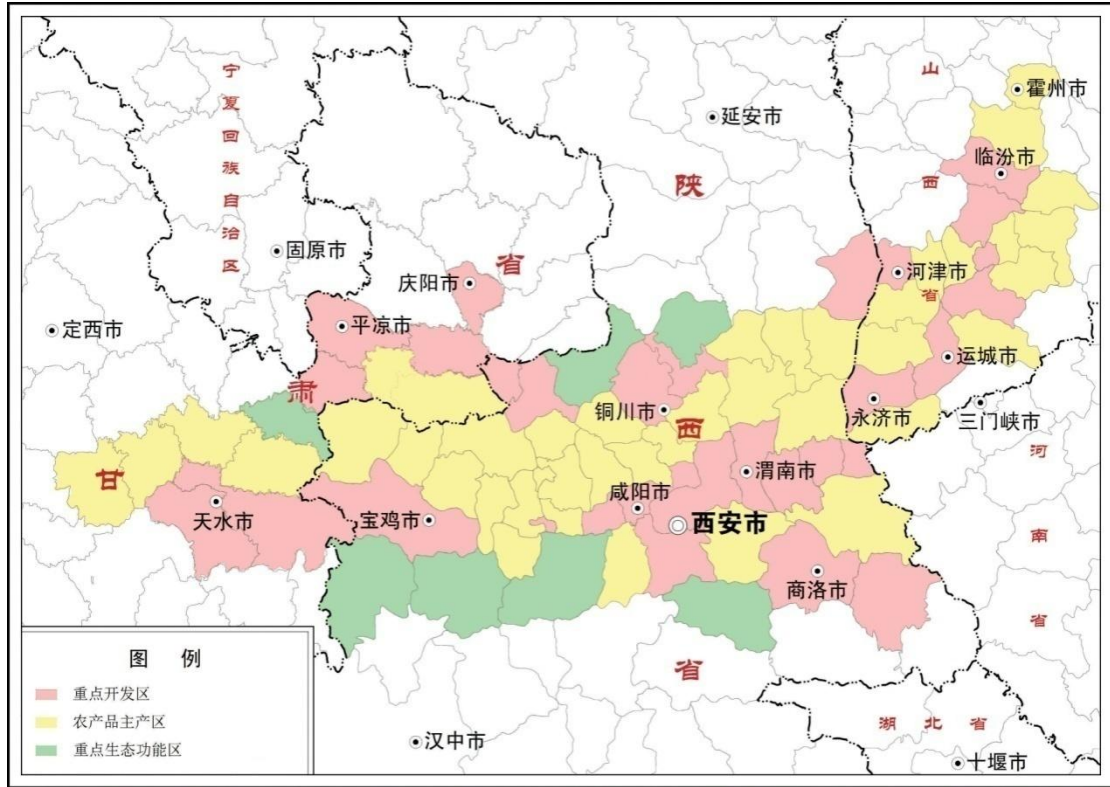 宁夏回族自治区
山西省
霍州市
延安市
陕西省
临汾市
固原市
庆阳市
河津市
定西市
平凉市
运城市
甘肃省
铜川市
永济市
三门峡市
河南省
渭南市
咸阳市
天水市
宝鸡市
西安市
商洛市
图 例
重点开发区
农产品主产区
重点生态功能区
湖北省
汉中市
十堰市